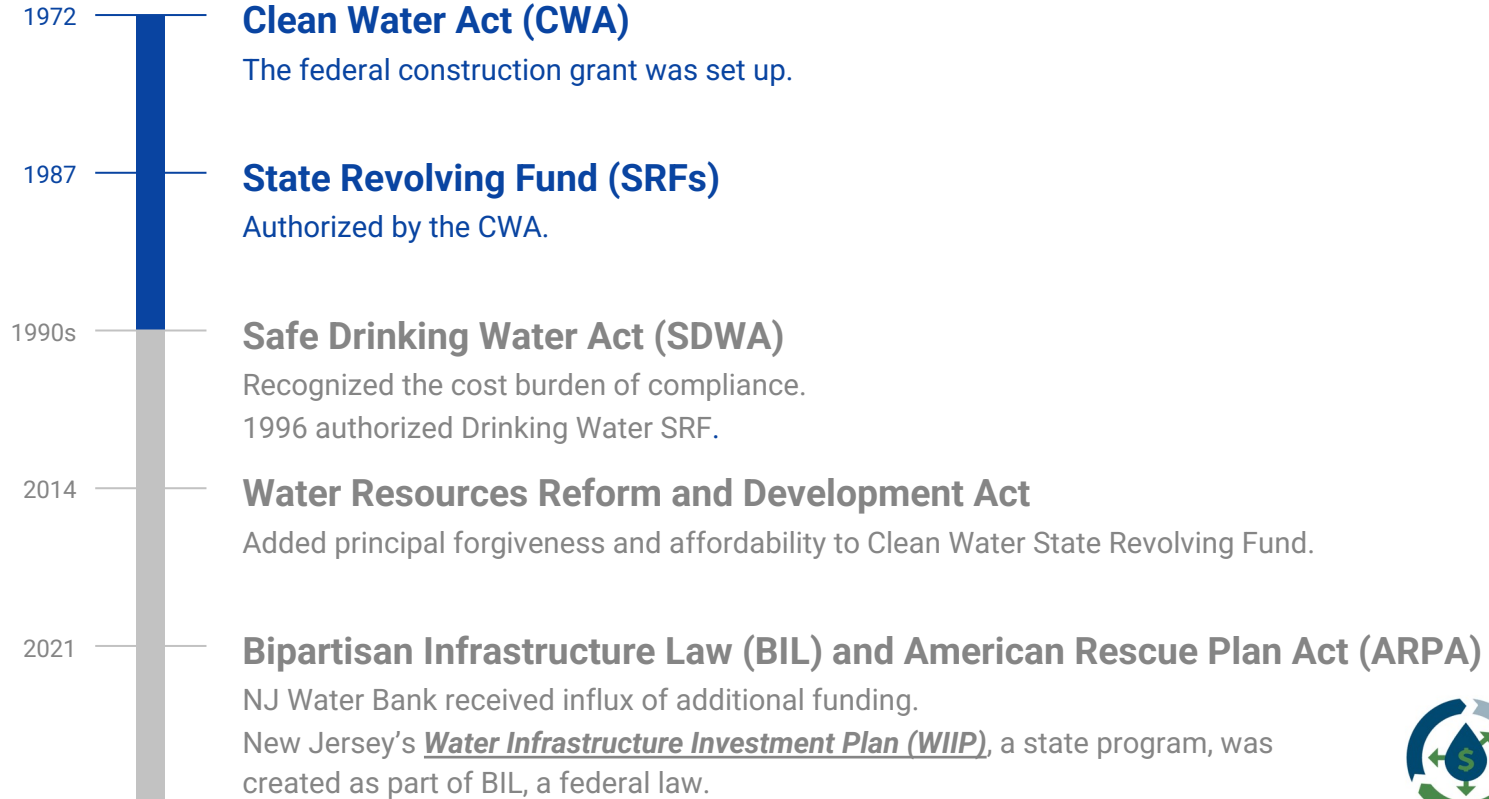 1972
Clean Water Act (CWA)
The federal construction grant was set up.
1987
State Revolving Fund (SRFs)
Authorized by the CWA.
1990s
Safe Drinking Water Act (SDWA)
Recognized the cost burden of compliance.
1996 authorized Drinking Water SRF.
2014
Water Resources Reform and Development Act
Added principal forgiveness and affordability to Clean Water State Revolving Fund.
2021
Bipartisan Infrastructure Law (BIL) and American Rescue Plan Act (ARPA)
NJ Water Bank received influx of additional funding.
New Jersey’s Water Infrastructure Investment Plan (WIIP), a state program, was
created as part of BIL, a federal law.
$